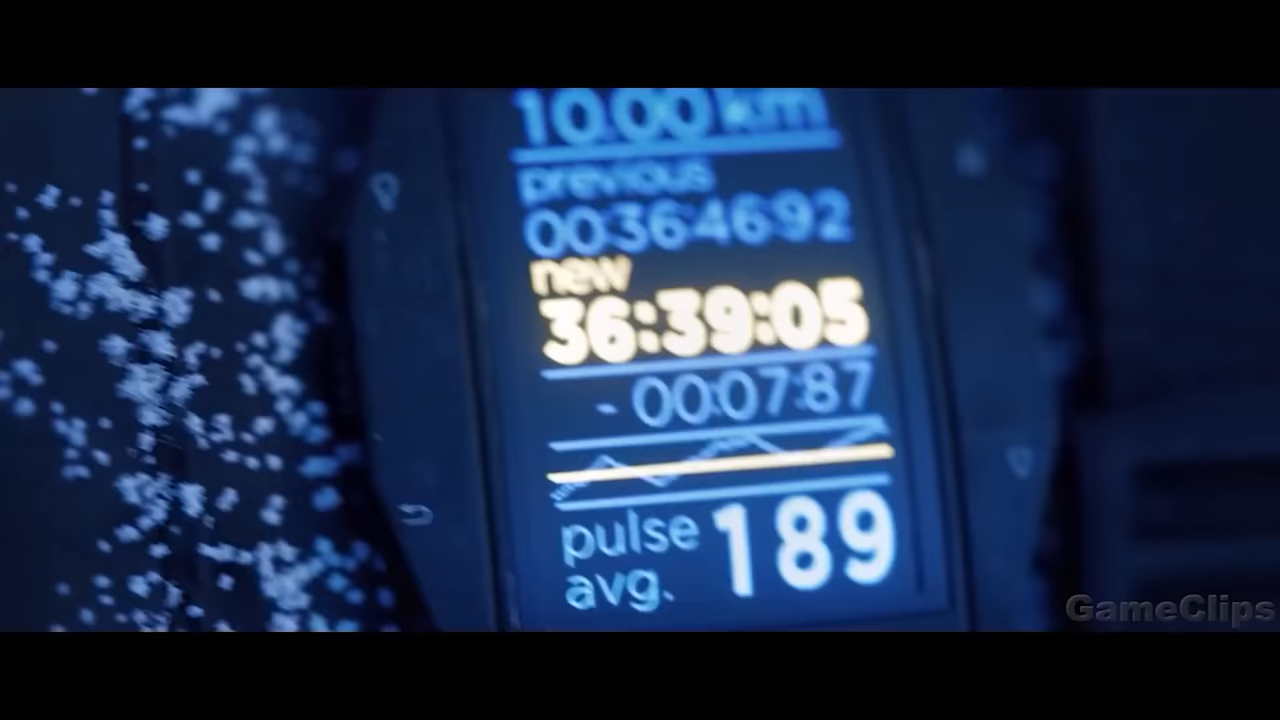 10.00 km
previous
00:36:46:92
new
36:39:05
- 00:07:87
pulse 189
avg.
GameClips